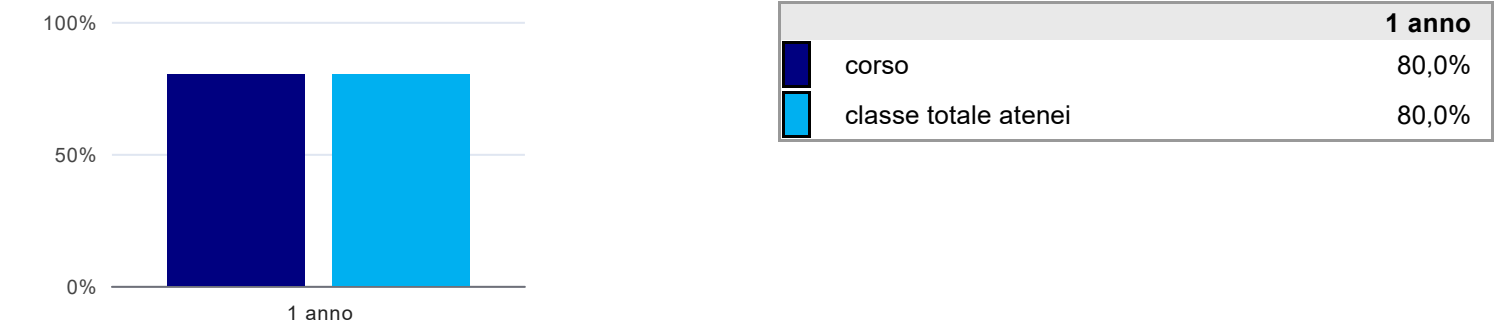 100%
50%
0%
1 anno
1 anno
corso 80,0%
classe totale atenei 80,0%